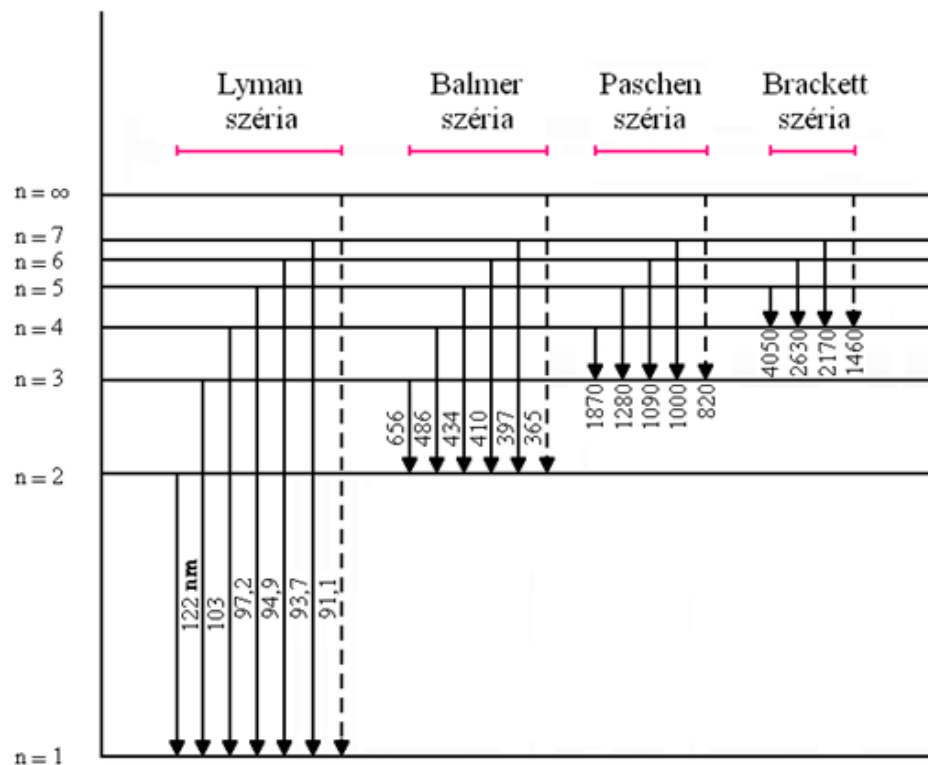 Lyman
széria
Balmer
széria
Paschen
széria
Brackett
széria
n = ∞
n = 7
n = 6
n = 5
n = 4
n = 3
n = 2
n = 1
122 nm
103
97,2
94,9
93,7
91,1
656
486
434
410
397
365
1870
1280
1090
1000
820
4050
2630
2170
1460